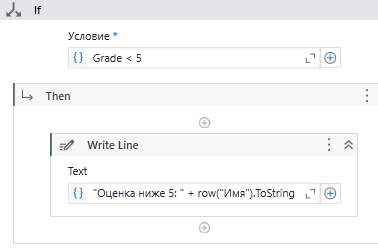 If
Условие *
Grade < 5
Then
Write Line
Text
"Оценка ниже 5: " + row("Имя").ToString